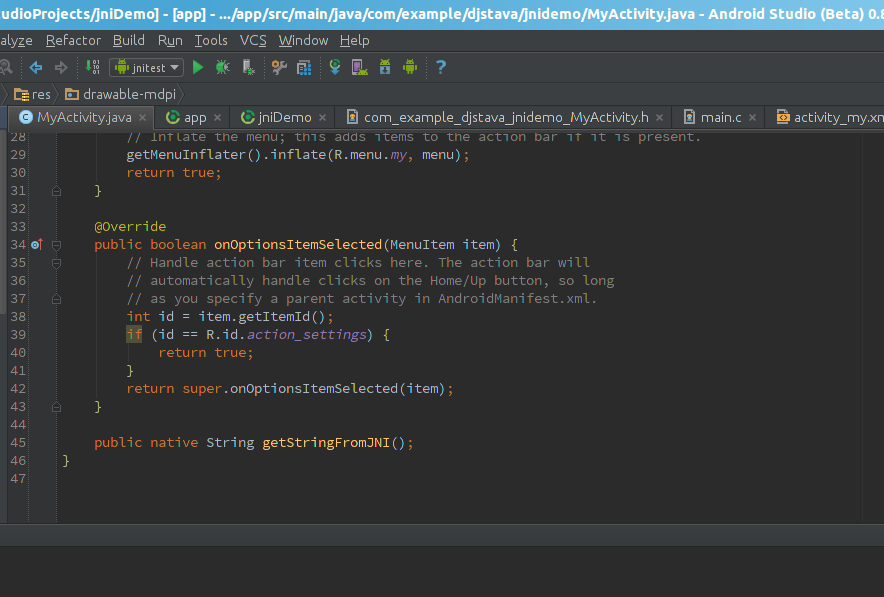 udioProjects/jniDemo] - [app] - .../app/src/main/java/com/example/djstava/jnidemo/MyActivity.java - Android Studio (Beta) 0.8
alyze Refactor Build Run Tools VCS Window Help
jnitest
res drawable-mdpi
MyActivity.java app jniDemo com_example_djstava_jnidemo_MyActivity.h main.c activity_my.xm
28 // Inflate the menu; this adds items to the action bar if it is present.
29 getMenuInflater().inflate(R.menu.my, menu);
30 return true;
31 }
32
33 @Override
34 public boolean onOptionsItemSelected(MenuItem item) {
35 // Handle action bar item clicks here. The action bar will
36 // automatically handle clicks on the Home/Up button, so long
37 // as you specify a parent activity in AndroidManifest.xml.
38 int id = item.getItemId();
39 if (id == R.id.action_settings) {
40 return true;
41 }
42 return super.onOptionsItemSelected(item);
43 }
44
45 public native String getStringFromJNI();
46 }
47